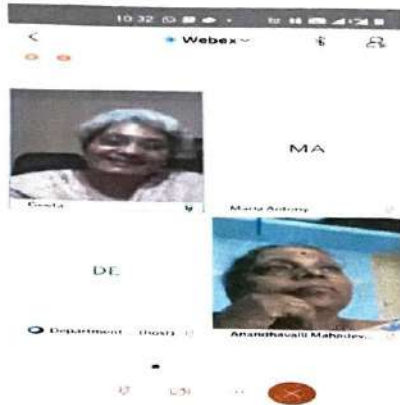 10:32
Webex
MA
Geeta
Maria Antony
DE
Department... (host)
Anandhavalli Mahadev...